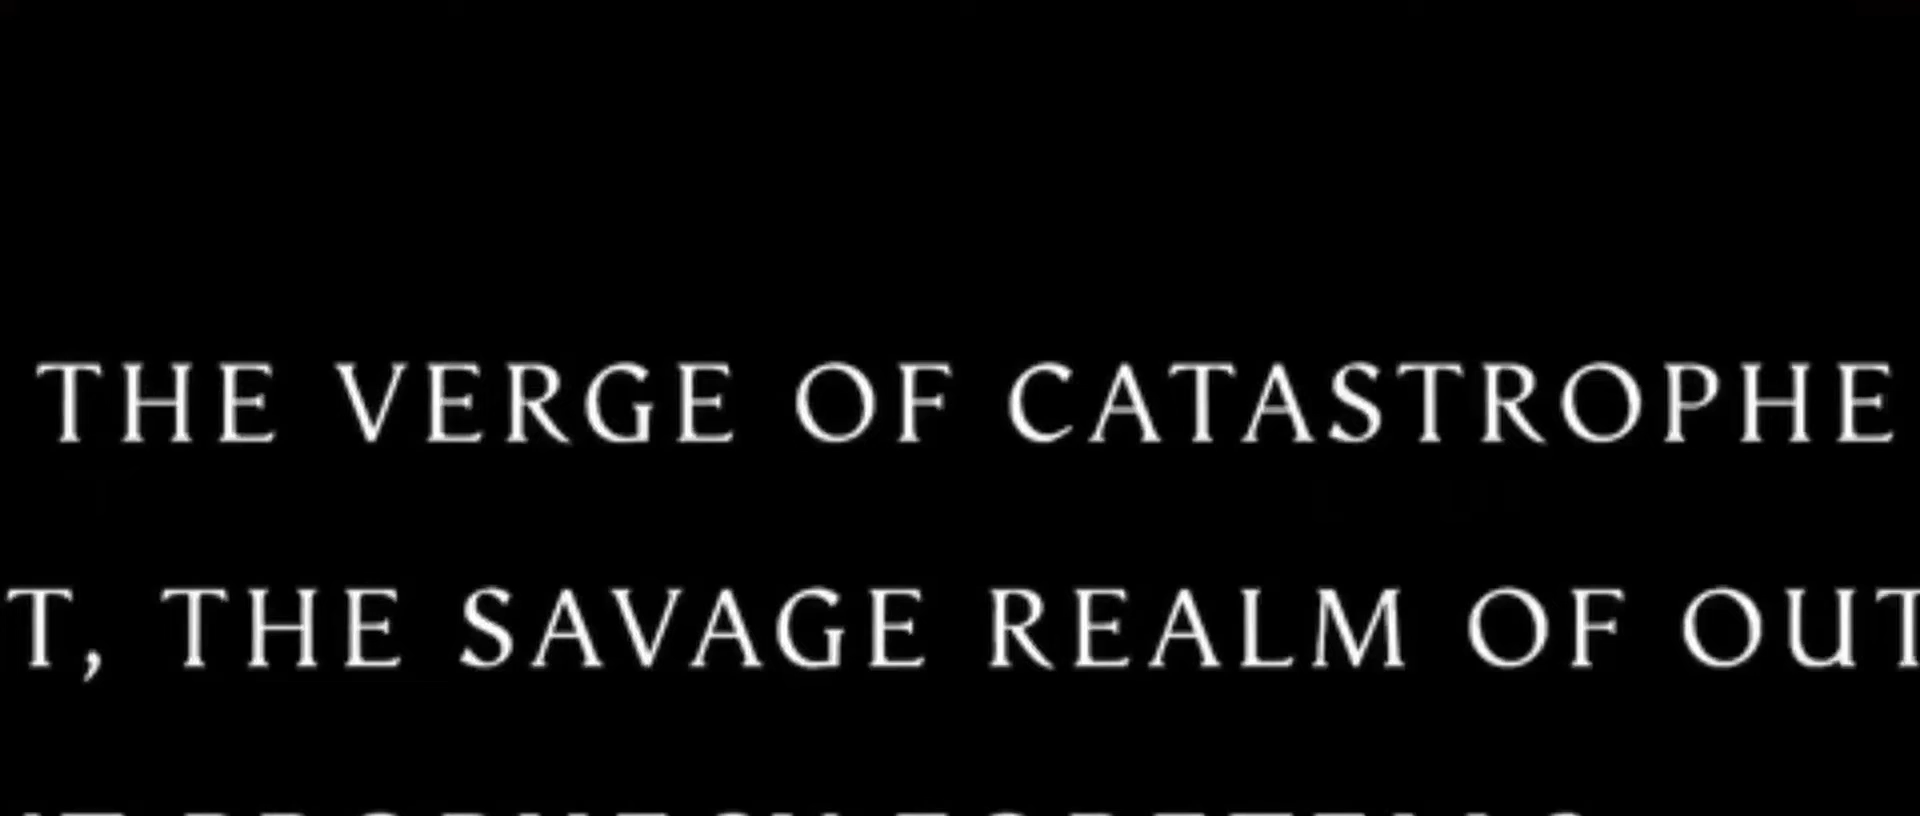 THE VERGE OF CATASTROPHE
T, THE SAVAGE REALM OF OUT